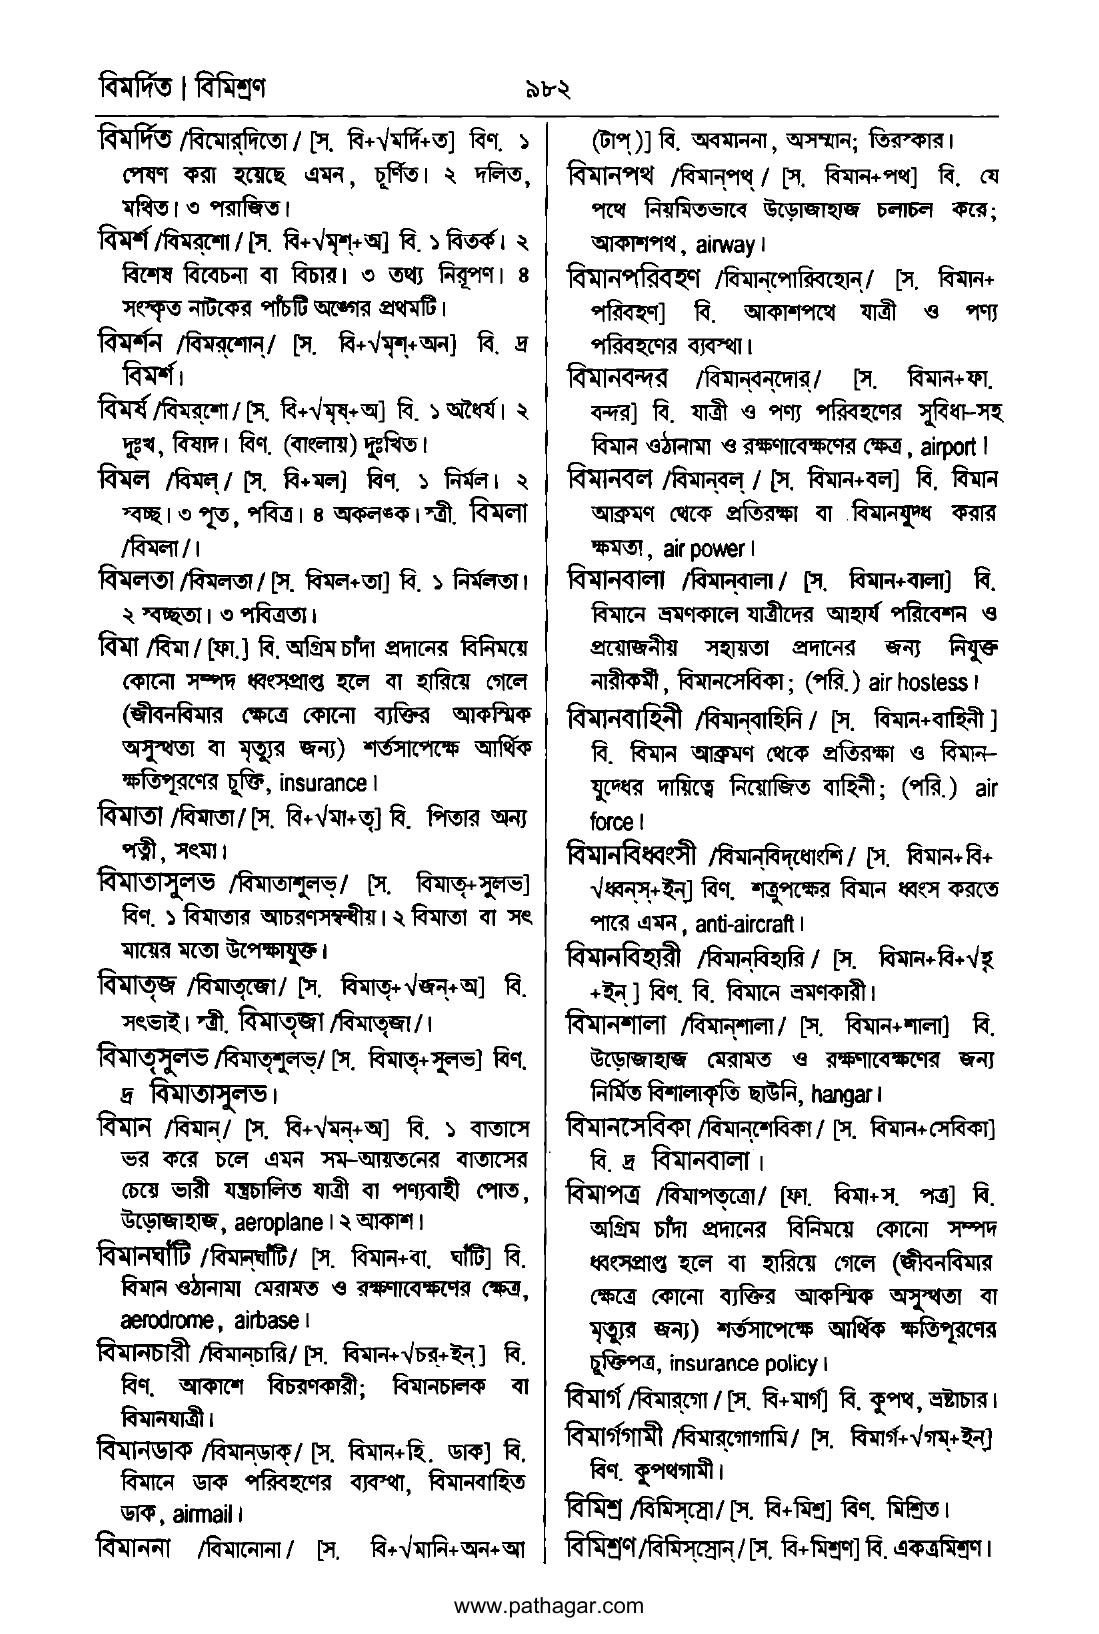 বিমর্দিত | বিমিশ্রণ
৯৮২
বিমর্দিত /বিমোর্‌দিতো/ [স. বি+√মর্দি+ত] বিণ. ১
পেষণ করা হয়েছে এমন, চূর্ণিত। ২ দলিত,
মথিত। ৩ পরাজিত।
বিমর্শ /বিমর্‌শো/ [স. বি+√মৃশ্‌+অ] বি. ১ বিতর্ক। ২
বিশেষ বিবেচনা বা বিচার। ৩ তথ্য নিরূপণ। ৪
সংস্কৃত নাটকের পাঁচটি অঙ্গের প্রথমটি।
বিমর্শন /বিমর্‌শোন্‌/ [স. বি+√মৃশ্‌+অন] বি. দ্র
বিমর্শ।
বিমর্ষ /বিমর্‌শো/ [স. বি+√মৃষ্‌+অ] বি. ১ অধৈর্য। ২
দুঃখ, বিষাদ। বিণ. (বাংলায়) দুঃখিত।
বিমল /বিমল্‌/ [স. বি+মল] বিণ. ১ নির্মল। ২
স্বচ্ছ। ৩ পূত, পবিত্র। ৪ অকলঙ্ক। স্ত্রী. বিমলা
/বিমলা/।
বিমলতা /বিমলতা/ [স. বিমল+তা] বি. ১ নির্মলতা।
২ স্বচ্ছতা। ৩ পবিত্রতা।
বিমা /বিমা/ [ফা.] বি. অগ্রিম চাঁদা প্রদানের বিনিময়ে
কোনো সম্পদ ধ্বংসপ্রাপ্ত হলে বা হারিয়ে গেলে
(জীবনবিমার ক্ষেত্রে কোনো ব্যক্তির আকস্মিক
অসুস্থতা বা মৃত্যুর জন্য) শর্তসাপেক্ষে আর্থিক
ক্ষতিপূরণের চুক্তি, insurance।
বিমাতা /বিমাতা/ [স. বি+√মা+তৃ] বি. পিতার অন্য
পত্নী, সৎমা।
বিমাতাসুলভ /বিমাতাশুলভ্‌/ [স. বিমাতৃ+সুলভ]
বিণ. ১ বিমাতার আচরণসম্বন্ধীয়। ২ বিমাতা বা সৎ
মায়ের মতো উপেক্ষাযুক্ত।
বিমাতৃজ /বিমাতৃজো/ [স. বিমাতৃ+√জন্‌+অ] বি.
সৎভাই। স্ত্রী. বিমাতৃজা /বিমাতৃজা/।
বিমাতৃসুলভ /বিমাতৃশুলভ্‌/ [স. বিমাতৃ+সুলভ] বিণ.
দ্র বিমাতাসুলভ।
বিমান /বিমান্‌/ [স. বি+√মন্‌+অ] বি. ১ বাতাসে
ভর করে চলে এমন সম-আয়তনের বাতাসের
চেয়ে ভারী যন্ত্রচালিত যাত্রী বা পণ্যবাহী পোত,
উড়োজাহাজ, aeroplane। ২ আকাশ।
বিমানঘাঁটি /বিমান্‌ঘাঁটি/ [স. বিমান+বা. ঘাঁটি] বি.
বিমান ওঠানামা মেরামত ও রক্ষণাবেক্ষণের ক্ষেত্র,
aerodrome, airbase।
বিমানচারী /বিমান্‌চারি/ [স. বিমান+√চর্‌+ইন্‌] বি.
বিণ. আকাশে বিচরণকারী; বিমানচালক বা
বিমানযাত্রী।
বিমানডাক /বিমান্‌ডাক্‌/ [স. বিমান+হি. ডাক] বি.
বিমানে ডাক পরিবহণের ব্যবস্থা, বিমানবাহিত
ডাক, airmail।
বিমাননা /বিমানোনা/ [স. বি+√মানি+অন+আ
(টাপ্‌)] বি. অবমাননা, অসম্মান; তিরস্কার।
বিমানপথ /বিমান্‌পথ্‌/ [স. বিমান+পথ] বি. যে
পথে নিয়মিতভাবে উড়োজাহাজ চলাচল করে;
আকাশপথ, airway।
বিমানপরিবহণ /বিমান্‌পোরিবহোন্‌/ [স. বিমান+
পরিবহণ] বি. আকাশপথে যাত্রী ও পণ্য
পরিবহণের ব্যবস্থা।
বিমানবন্দর /বিমান্‌বন্‌দোর্‌/ [স. বিমান+ফা.
বন্দর] বি. যাত্রী ও পণ্য পরিবহণের সুবিধা-সহ
বিমান ওঠানামা ও রক্ষণাবেক্ষণের ক্ষেত্র, airport।
বিমানবল /বিমান্‌বল্‌/ [স. বিমান+বল] বি. বিমান
আক্রমণ থেকে প্রতিরক্ষা বা বিমানযুদ্ধ করার
ক্ষমতা, air power।
বিমানবালা /বিমান্‌বালা/ [স. বিমান+বালা] বি.
বিমানে ভ্রমণকালে যাত্রীদের আহার্য পরিবেশন ও
প্রয়োজনীয় সহায়তা প্রদানের জন্য নিযুক্ত
নারীকর্মী, বিমানসেবিকা; (পরি.) air hostess।
বিমানবাহিনী /বিমান্‌বাহিনি/ [স. বিমান+বাহিনী]
বি. বিমান আক্রমণ থেকে প্রতিরক্ষা ও বিমান-
যুদ্ধের দায়িত্বে নিয়োজিত বাহিনী; (পরি.) air
force।
বিমানবিধ্বংসী /বিমান্‌বিদ্‌ধোংশি/ [স. বিমান+বি+
√ধ্বন্‌স্‌+ইন্‌] বিণ. শত্রুপক্ষের বিমান ধ্বংস করতে
পারে এমন, anti-aircraft।
বিমানবিহারী /বিমান্‌বিহারি/ [স. বিমান+বি+√হৃ
+ইন্‌] বিণ. বি. বিমানে ভ্রমণকারী।
বিমানশালা /বিমান্‌শালা/ [স. বিমান+শালা] বি.
উড়োজাহাজ মেরামত ও রক্ষণাবেক্ষণের জন্য
নির্মিত বিশালাকৃতি ছাউনি, hangar।
বিমানসেবিকা /বিমান্‌শেবিকা/ [স. বিমান+সেবিকা]
বি. দ্র বিমানবালা।
বিমাপত্র /বিমাপত্‌ত্রো/ [ফা. বিমা+স. পত্র] বি.
অগ্রিম চাঁদা প্রদানের বিনিময়ে কোনো সম্পদ
ধ্বংসপ্রাপ্ত হলে বা হারিয়ে গেলে (জীবনবিমার
ক্ষেত্রে কোনো ব্যক্তির আকস্মিক অসুস্থতা বা
মৃত্যুর জন্য) শর্তসাপেক্ষে আর্থিক ক্ষতিপূরণের
চুক্তিপত্র, insurance policy।
বিমার্গ /বিমার্‌গো/ [স. বি+মার্গ] বি. কুপথ, ভ্রষ্টাচার।
বিমার্গগামী /বিমার্‌গোগামি/ [স. বিমার্গ+√গম্‌+ইন্‌]
বিণ. কুপথগামী।
বিমিশ্র /বিমিস্‌স্রো/ [স. বি+মিশ্র] বিণ. মিশ্রিত।
বিমিশ্রণ /বিমিস্‌স্রোন্‌/ [স. বি+মিশ্রণ] বি. একত্রমিশ্রণ।
www.pathagar.com